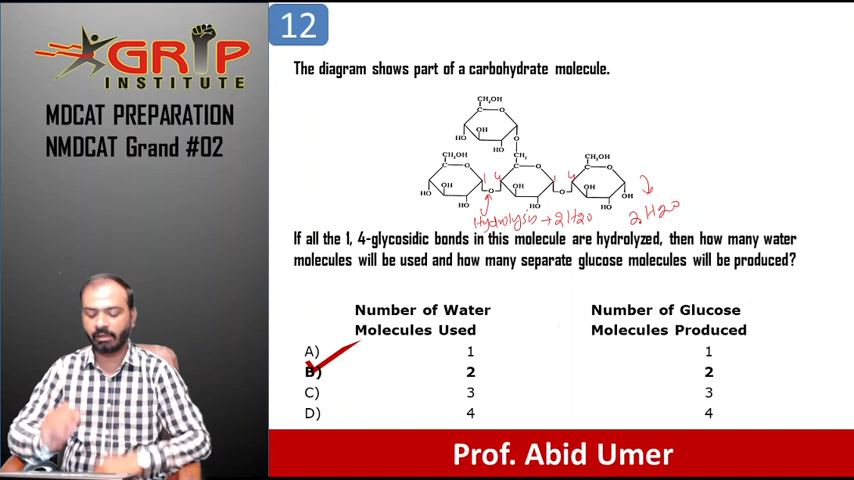 12
GRIP
INSTITUTE
MDCAT PREPARATION
NMDCAT Grand #02
The diagram shows part of a carbohydrate molecule.
CH₂OH
O
OH
HO
HO
O
CH₂OH
CH₂
CH₂OH
O
O
O
1 4
1 4
OH
OH
OH
HO
O
O
OH
HO
OH
HO
Hydrolysis → 2H2O
2H2O
If all the 1, 4-glycosidic bonds in this molecule are hydrolyzed, then how many water
molecules will be used and how many separate glucose molecules will be produced?
Number of Water Number of Glucose
Molecules Used Molecules Produced
A) 1 1
B) 2 2
C) 3 3
D) 4 4
Prof. Abid Umer